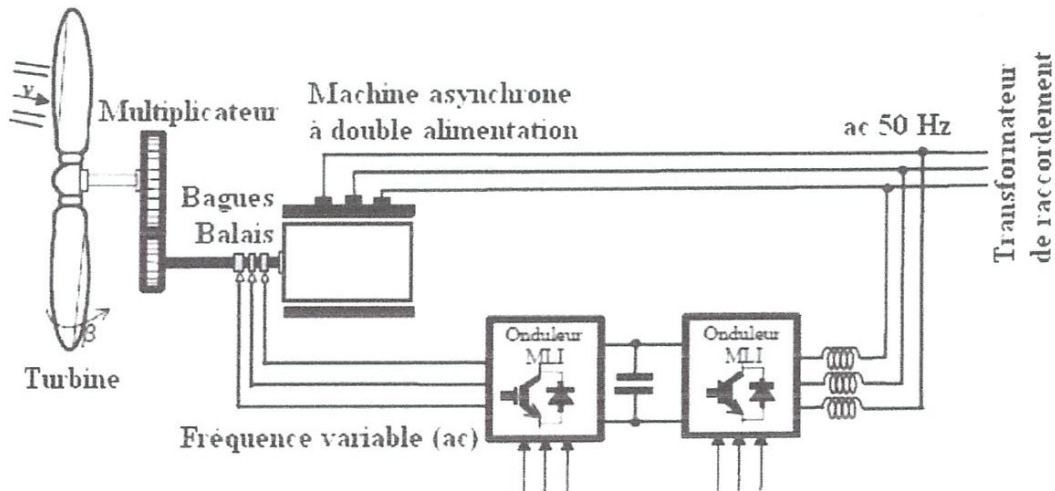 v
Multiplicateur
Machine asynchrone
à double alimentation
ac 50 Hz
Transformateur
de raccordement
Bagues
Balais
β
Turbine
Onduleur
MLI
Onduleur
MLI
Fréquence variable (ac)